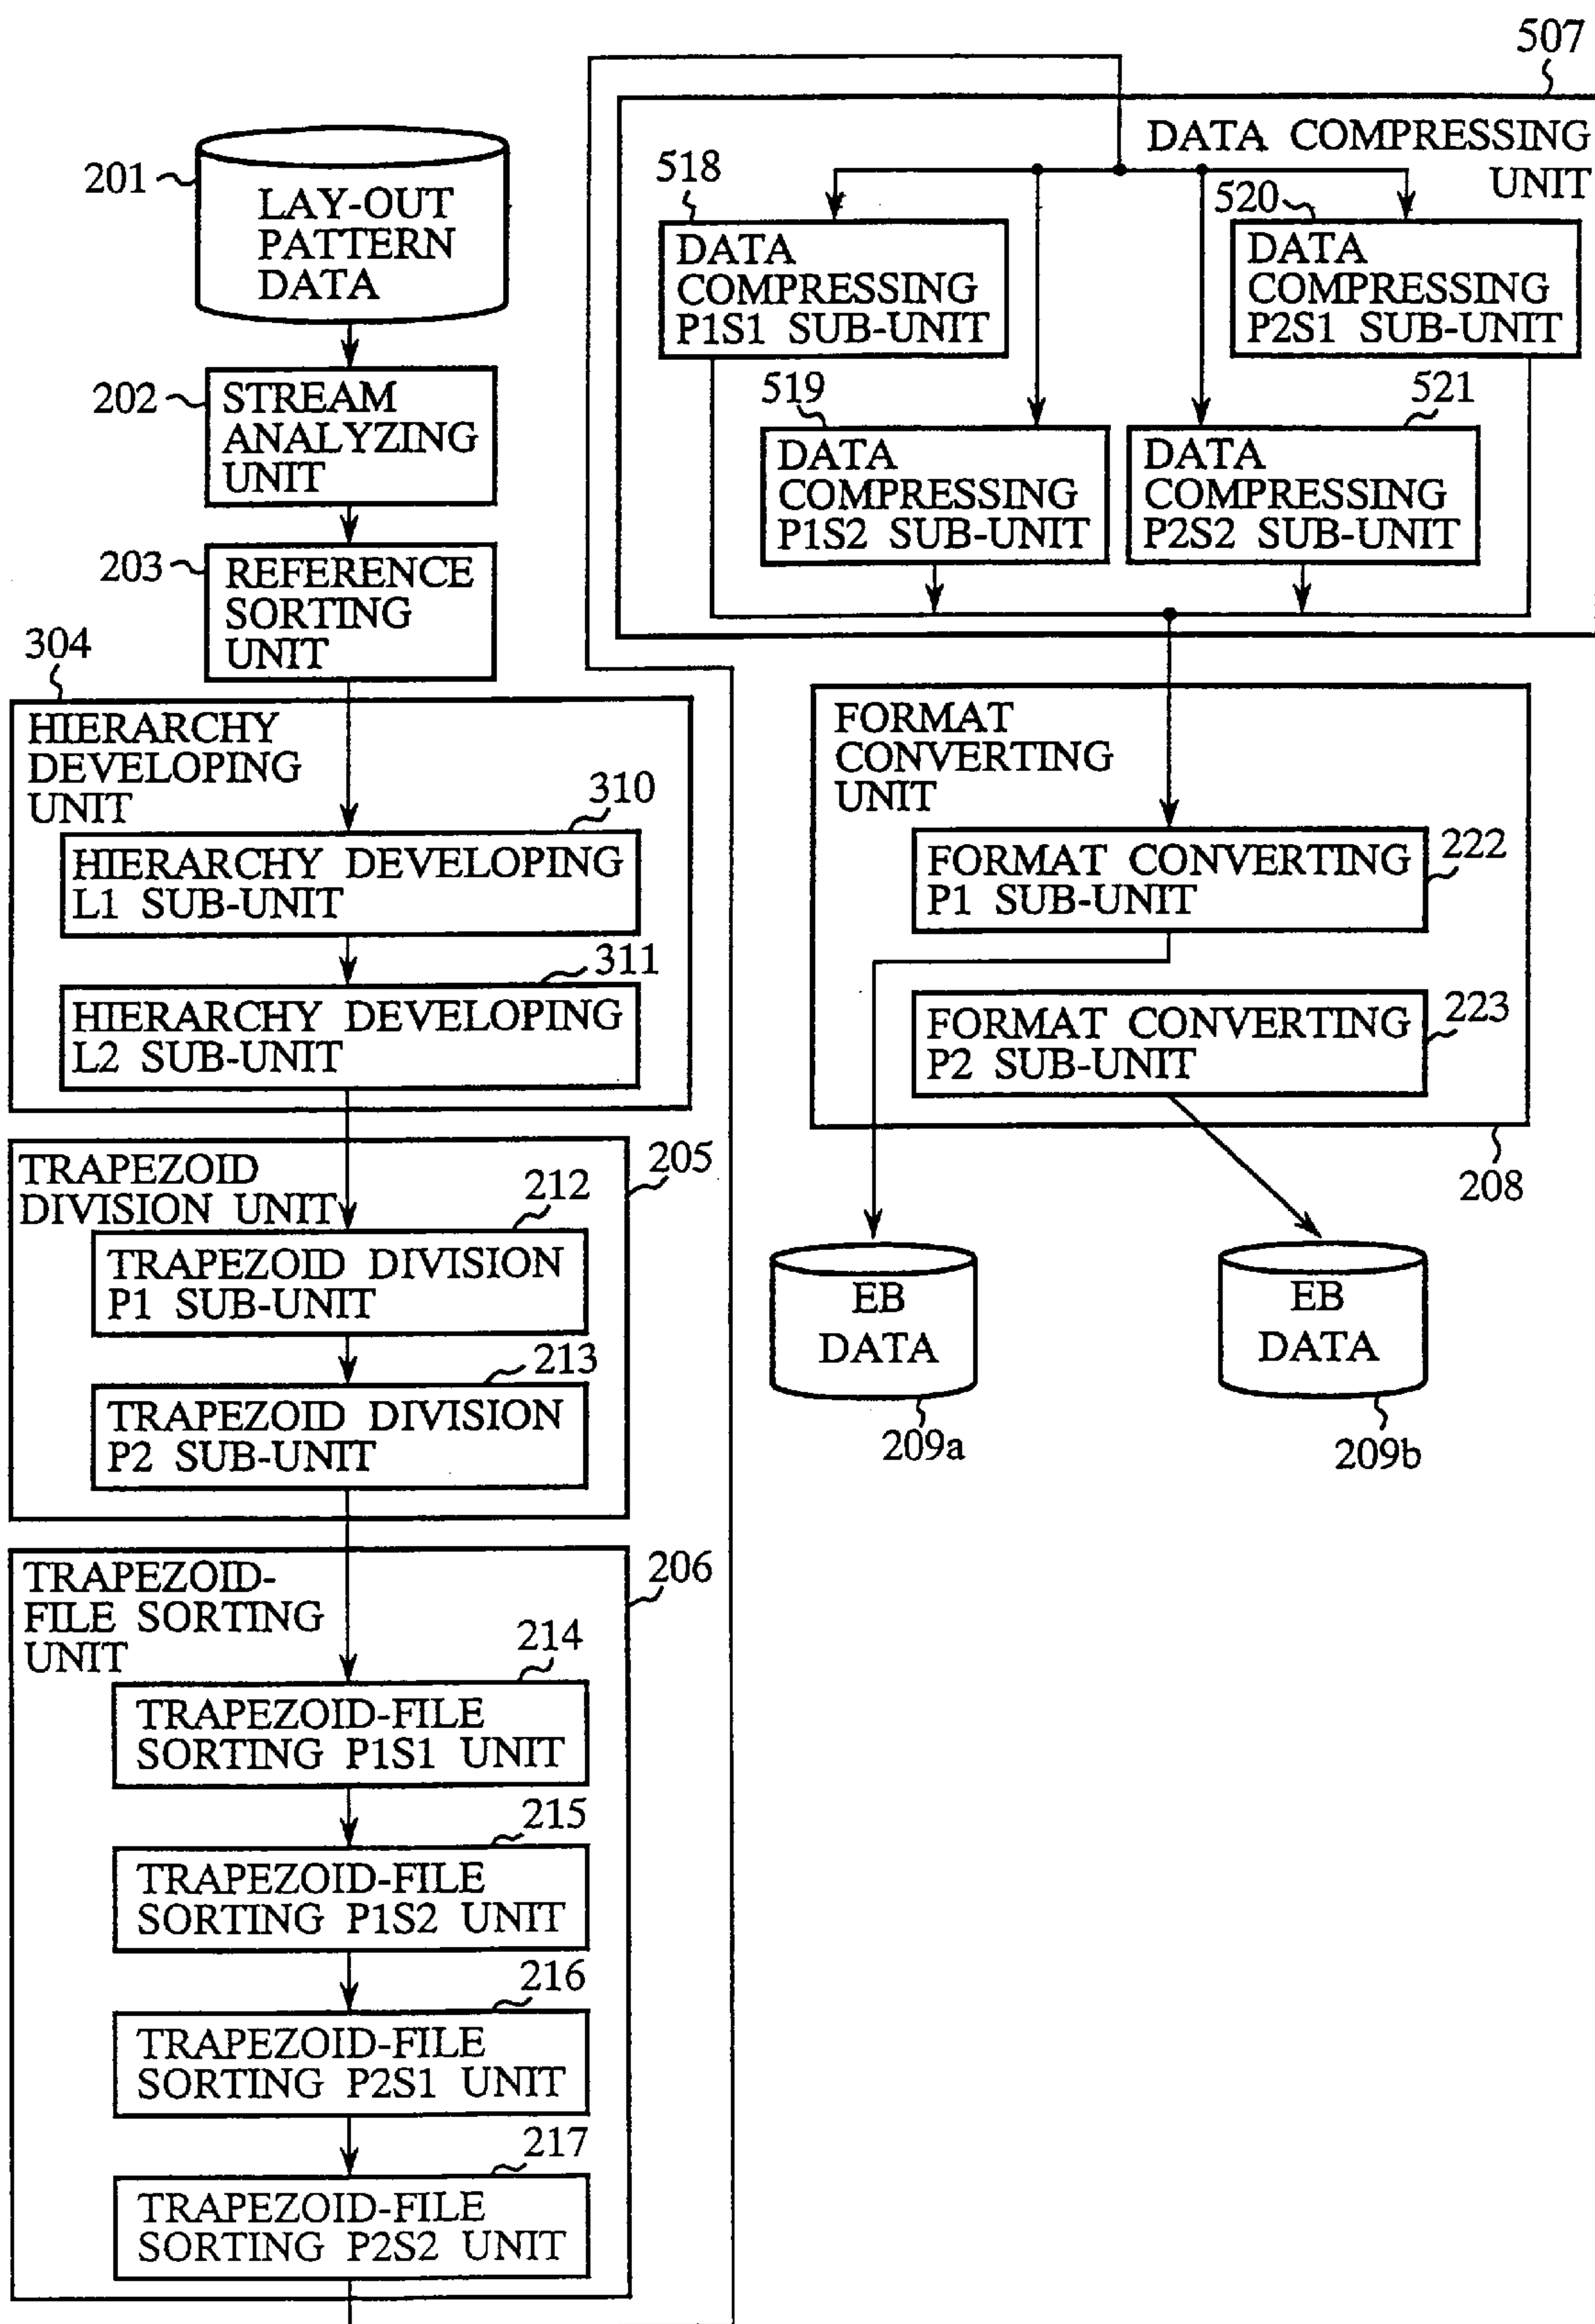 201
LAY-OUT
PATTERN
DATA
202
STREAM
ANALYZING
UNIT
203
REFERENCE
SORTING
UNIT
304
HIERARCHY
DEVELOPING
UNIT
310
HIERARCHY DEVELOPING
L1 SUB-UNIT
311
HIERARCHY DEVELOPING
L2 SUB-UNIT
205
TRAPEZOID
DIVISION UNIT
212
TRAPEZOID DIVISION
P1 SUB-UNIT
213
TRAPEZOID DIVISION
P2 SUB-UNIT
206
TRAPEZOID-
FILE SORTING
UNIT
214
TRAPEZOID-FILE
SORTING P1S1 UNIT
215
TRAPEZOID-FILE
SORTING P1S2 UNIT
216
TRAPEZOID-FILE
SORTING P2S1 UNIT
217
TRAPEZOID-FILE
SORTING P2S2 UNIT
507
DATA COMPRESSING
UNIT
518
DATA
COMPRESSING
P1S1 SUB-UNIT
520
DATA
COMPRESSING
P2S1 SUB-UNIT
519
DATA
COMPRESSING
P1S2 SUB-UNIT
521
DATA
COMPRESSING
P2S2 SUB-UNIT
FORMAT
CONVERTING
UNIT
222
FORMAT CONVERTING
P1 SUB-UNIT
223
FORMAT CONVERTING
P2 SUB-UNIT
208
EB
DATA
209a
EB
DATA
209b